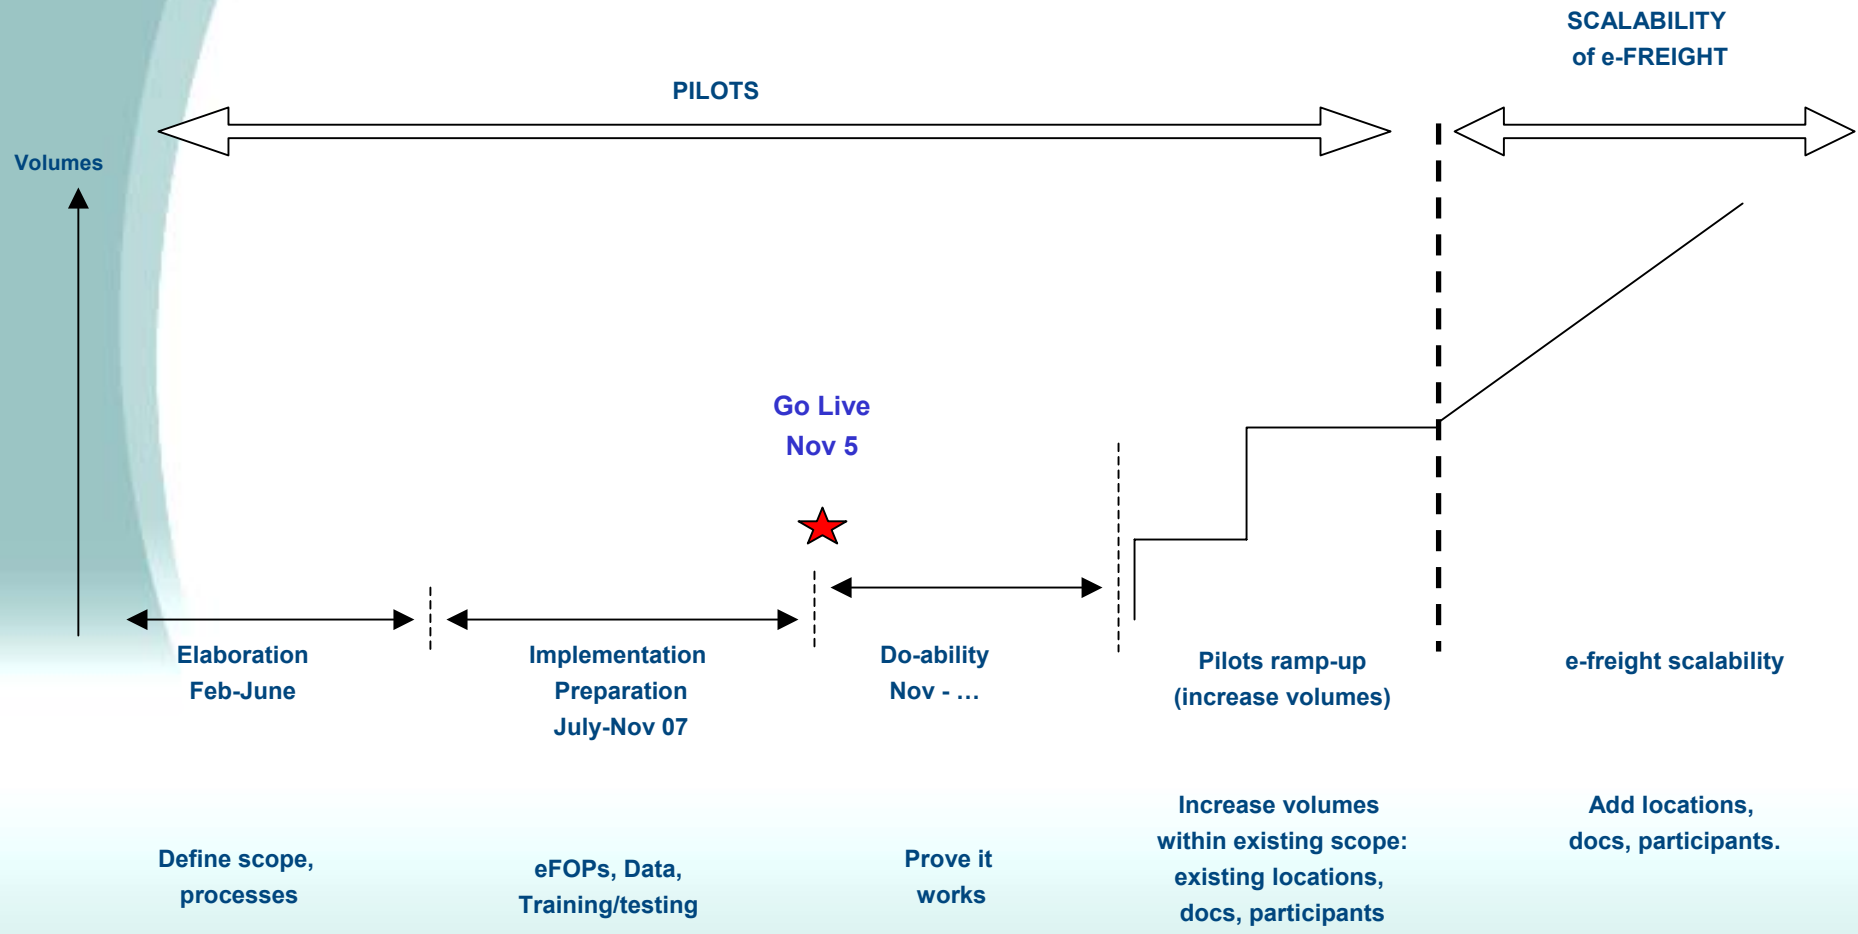 SCALABILITY
of e-FREIGHT
PILOTS
Volumes
Go Live
Nov 5
Elaboration
Feb-June
Implementation
Preparation
July-Nov 07
Do-ability
Nov - …
Pilots ramp-up
(increase volumes)
e-freight scalability
Define scope,
processes
eFOPs, Data,
Training/testing
Prove it
works
Increase volumes
within existing scope:
existing locations,
docs, participants
Add locations,
docs, participants.